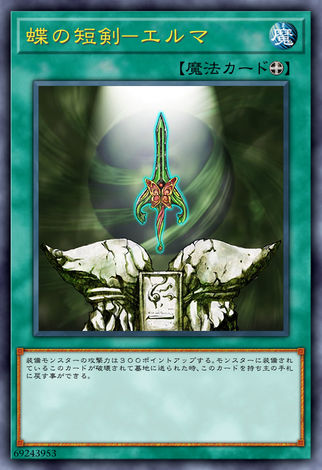 蝶の短剣－エルマ
魔
【魔法カード】
装備モンスターの攻撃力は３００ポイントアップする。モンスターに装備され
ているこのカードが破壊されて墓地に送られた時、このカードを持ち主の手札
に戻す事ができる。
69243953